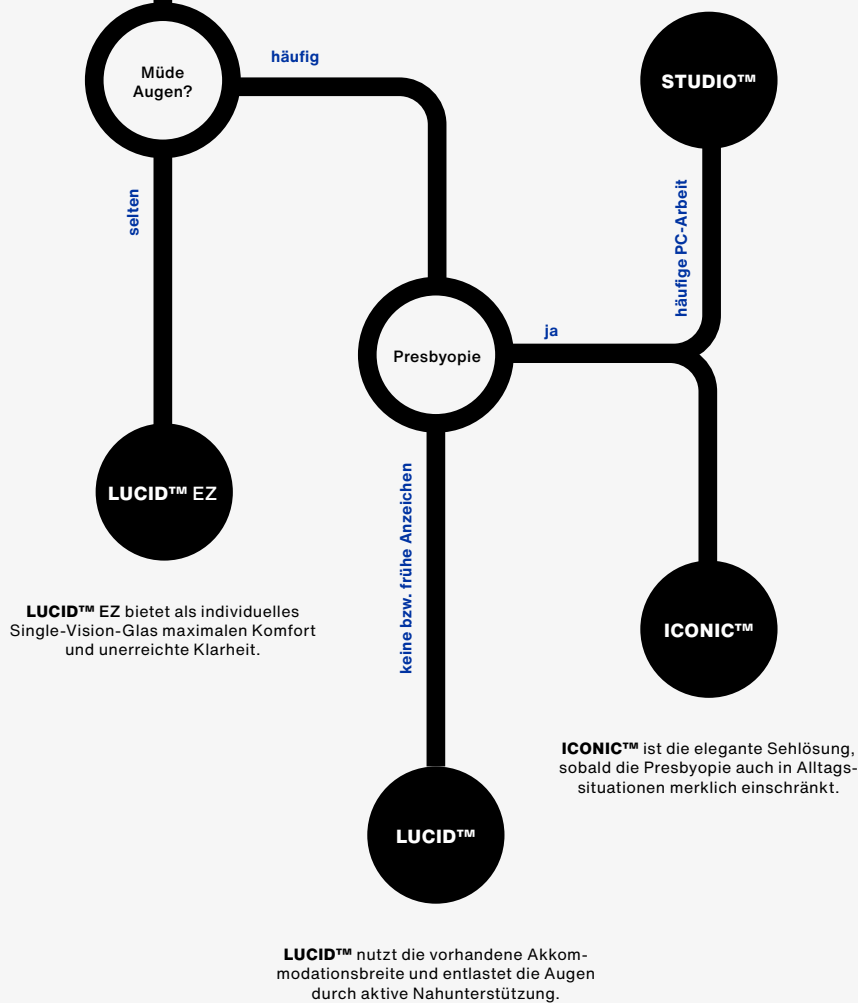 Müde
Augen?
häufig
STUDIO™
selten
häufige PC-Arbeit
ja
Presbyopie
LUCID™ EZ
keine bzw. frühe Anzeichen
LUCID™ EZ bietet als individuelles
Single-Vision-Glas maximalen Komfort
und unerreichte Klarheit.
ICONIC™
ICONIC™ ist die elegante Sehlösung,
sobald die Presbyopie auch in Alltags-
situationen merklich einschränkt.
LUCID™
LUCID™ nutzt die vorhandene Akkom-
modationsbreite und entlastet die Augen
durch aktive Nahunterstützung.